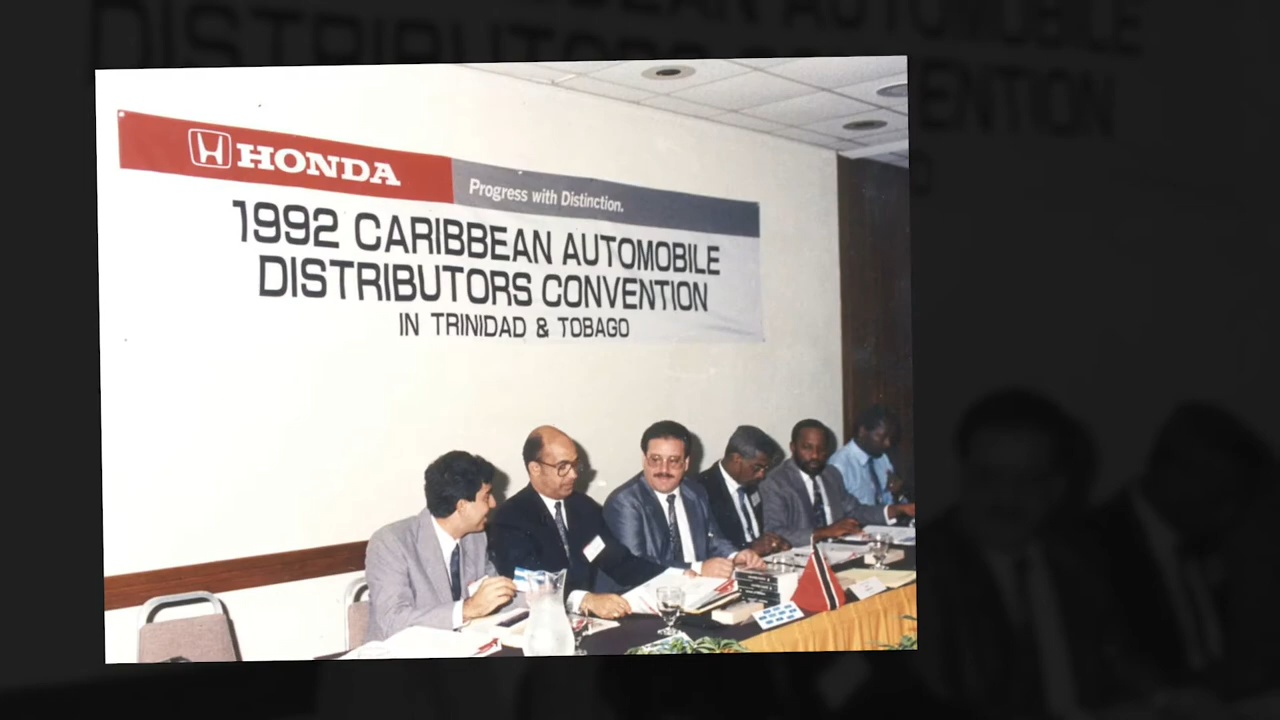 HONDA
Progress with Distinction.
1992 CARIBBEAN AUTOMOBILE
DISTRIBUTORS CONVENTION
IN TRINIDAD & TOBAGO